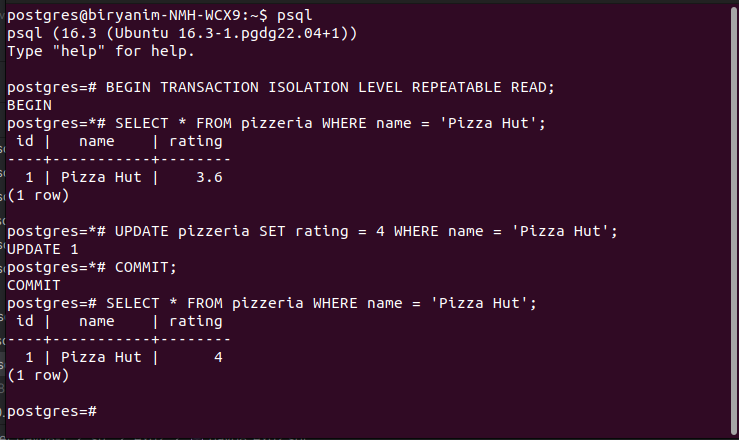 postgres@biryanim-NMH-WCX9:~$ psql
psql (16.3 (Ubuntu 16.3-1.pgdg22.04+1))
Type "help" for help.

postgres=# BEGIN TRANSACTION ISOLATION LEVEL REPEATABLE READ;
BEGIN
postgres=*# SELECT * FROM pizzeria WHERE name = 'Pizza Hut';
 id |   name    | rating
----+-----------+--------
  1 | Pizza Hut |    3.6
(1 row)

postgres=*# UPDATE pizzeria SET rating = 4 WHERE name = 'Pizza Hut';
UPDATE 1
postgres=*# COMMIT;
COMMIT
postgres=# SELECT * FROM pizzeria WHERE name = 'Pizza Hut';
 id |   name    | rating
----+-----------+--------
  1 | Pizza Hut |      4
(1 row)

postgres=#